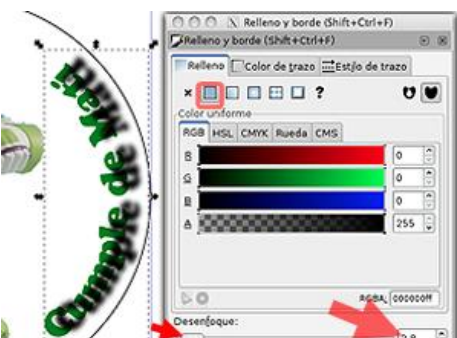 Relleno y borde (Shift+Ctrl+F)
Relleno y borde (Shift+Ctrl+F)
Relleno Color de trazo Estilo de trazo
?
Color uniforme
RGB HSL CMYK Rueda CMS
R 0
G 0
B 0
A 255
RGBA: 000000ff
Desenfoque:
Cumple de Mati